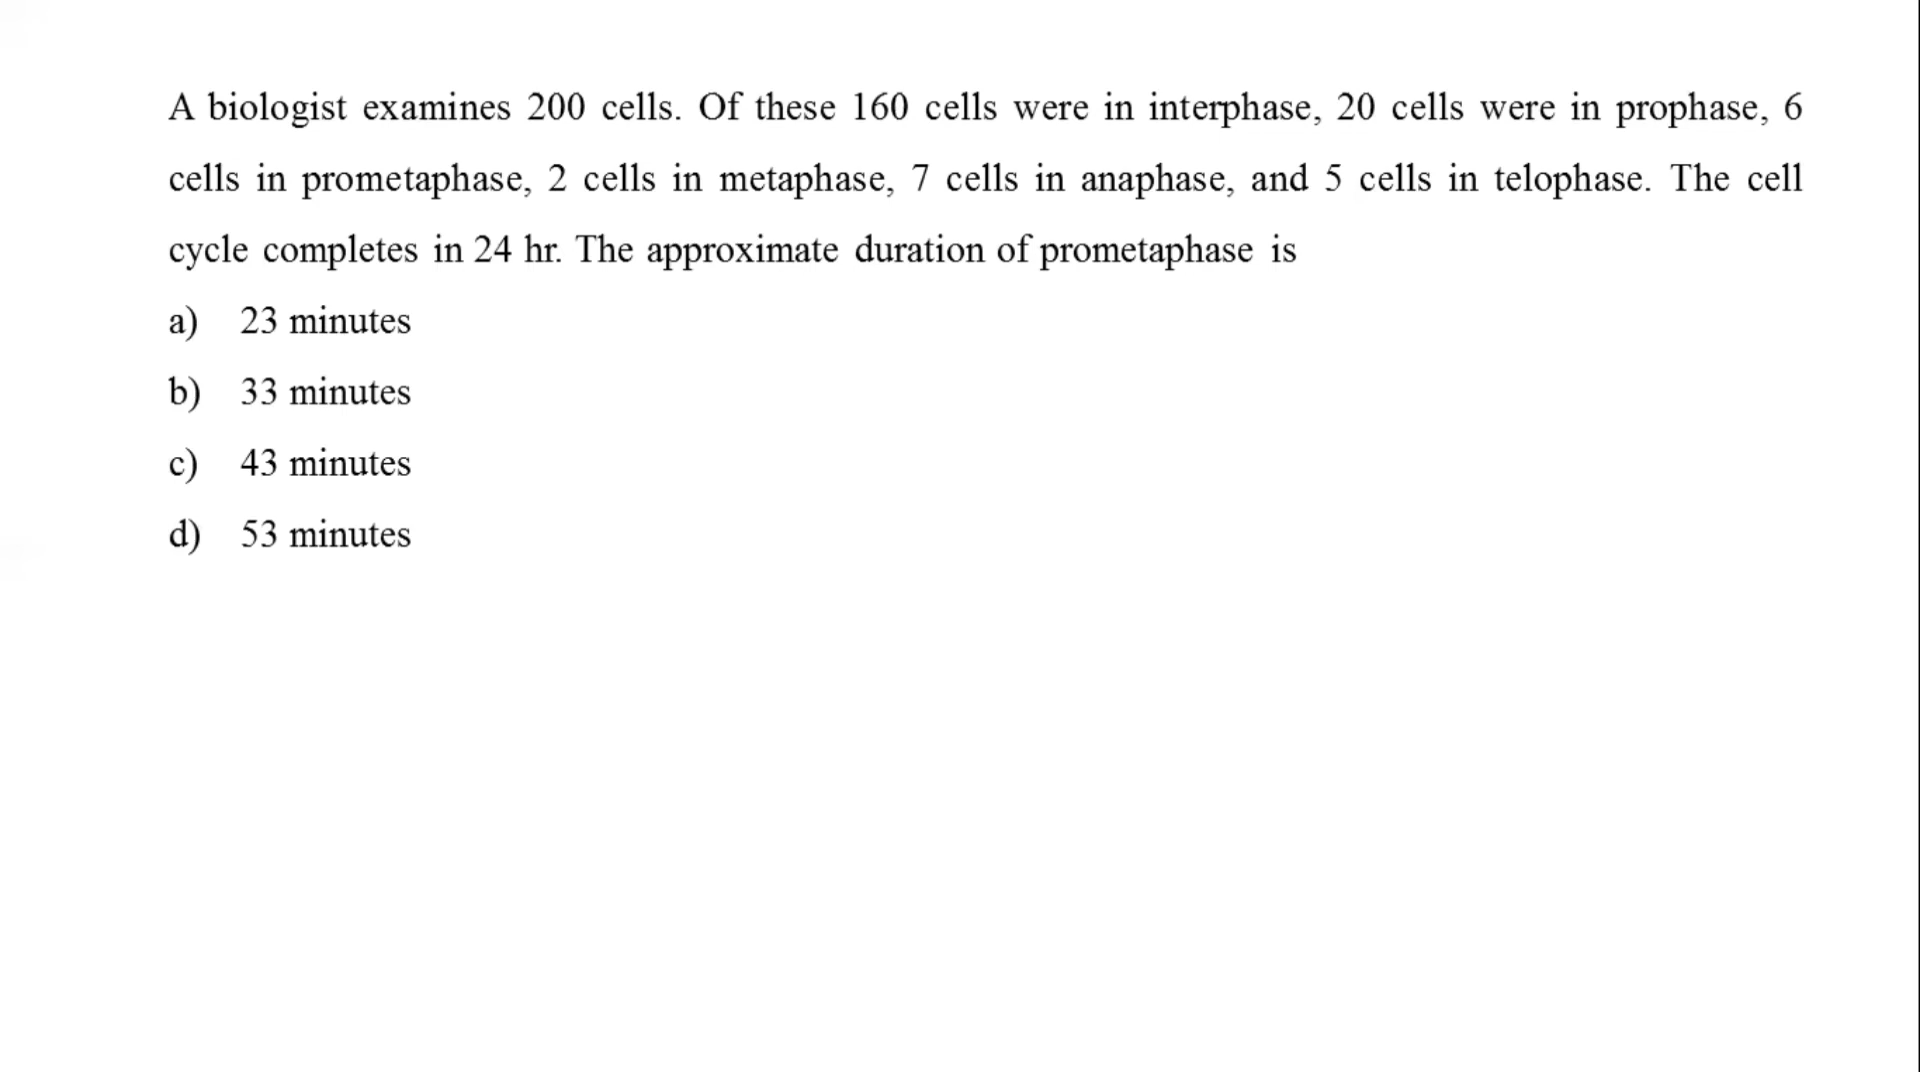 A biologist examines 200 cells. Of these 160 cells were in interphase, 20 cells were in prophase, 6
cells in prometaphase, 2 cells in metaphase, 7 cells in anaphase, and 5 cells in telophase. The cell
cycle completes in 24 hr. The approximate duration of prometaphase is
a) 23 minutes
b) 33 minutes
c) 43 minutes
d) 53 minutes